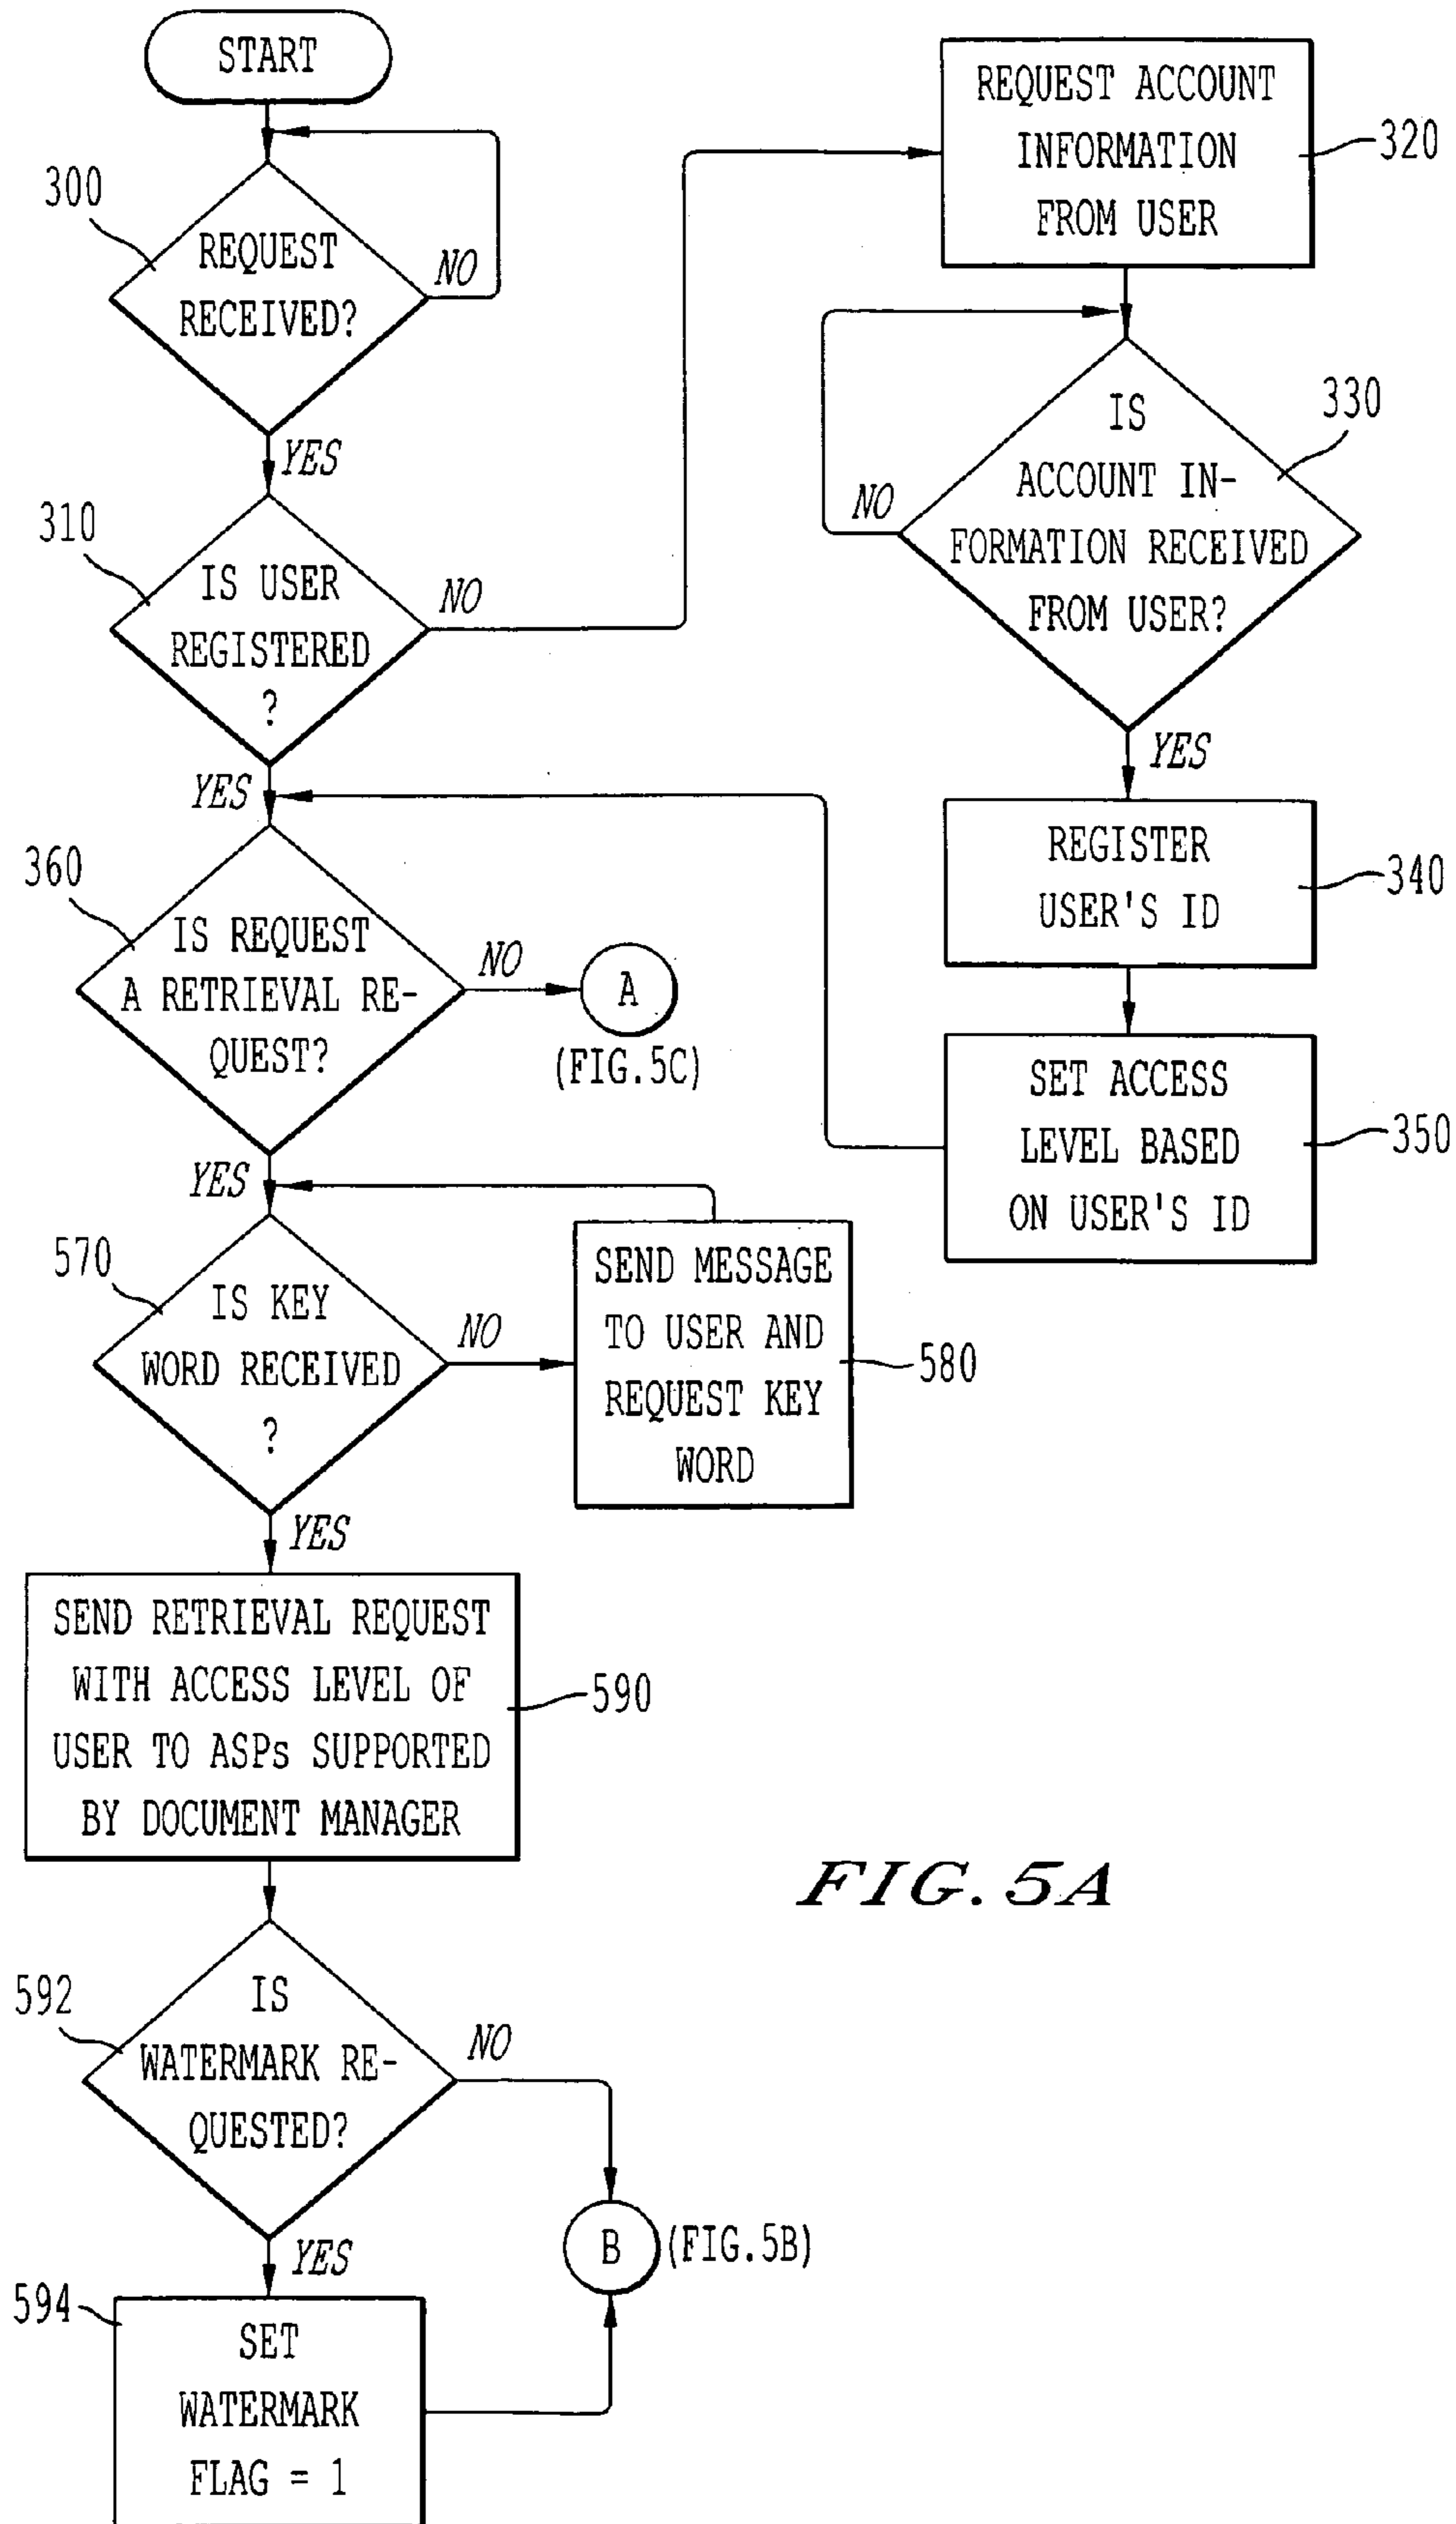 START
300
REQUEST
RECEIVED?
NO
YES
310
IS USER
REGISTERED
?
NO
YES
REQUEST ACCOUNT
INFORMATION
FROM USER
320
IS
ACCOUNT IN-
FORMATION RECEIVED
FROM USER?
330
NO
YES
REGISTER
USER'S ID
340
SET ACCESS
LEVEL BASED
ON USER'S ID
350
360
IS REQUEST
A RETRIEVAL RE-
QUEST?
NO
A
(FIG.5C)
YES
570
IS KEY
WORD RECEIVED
?
NO
SEND MESSAGE
TO USER AND
REQUEST KEY
WORD
580
YES
SEND RETRIEVAL REQUEST
WITH ACCESS LEVEL OF
USER TO ASPs SUPPORTED
BY DOCUMENT MANAGER
590
FIG. 5A
592
IS
WATERMARK RE-
QUESTED?
NO
B
(FIG.5B)
YES
594
SET
WATERMARK
FLAG = 1